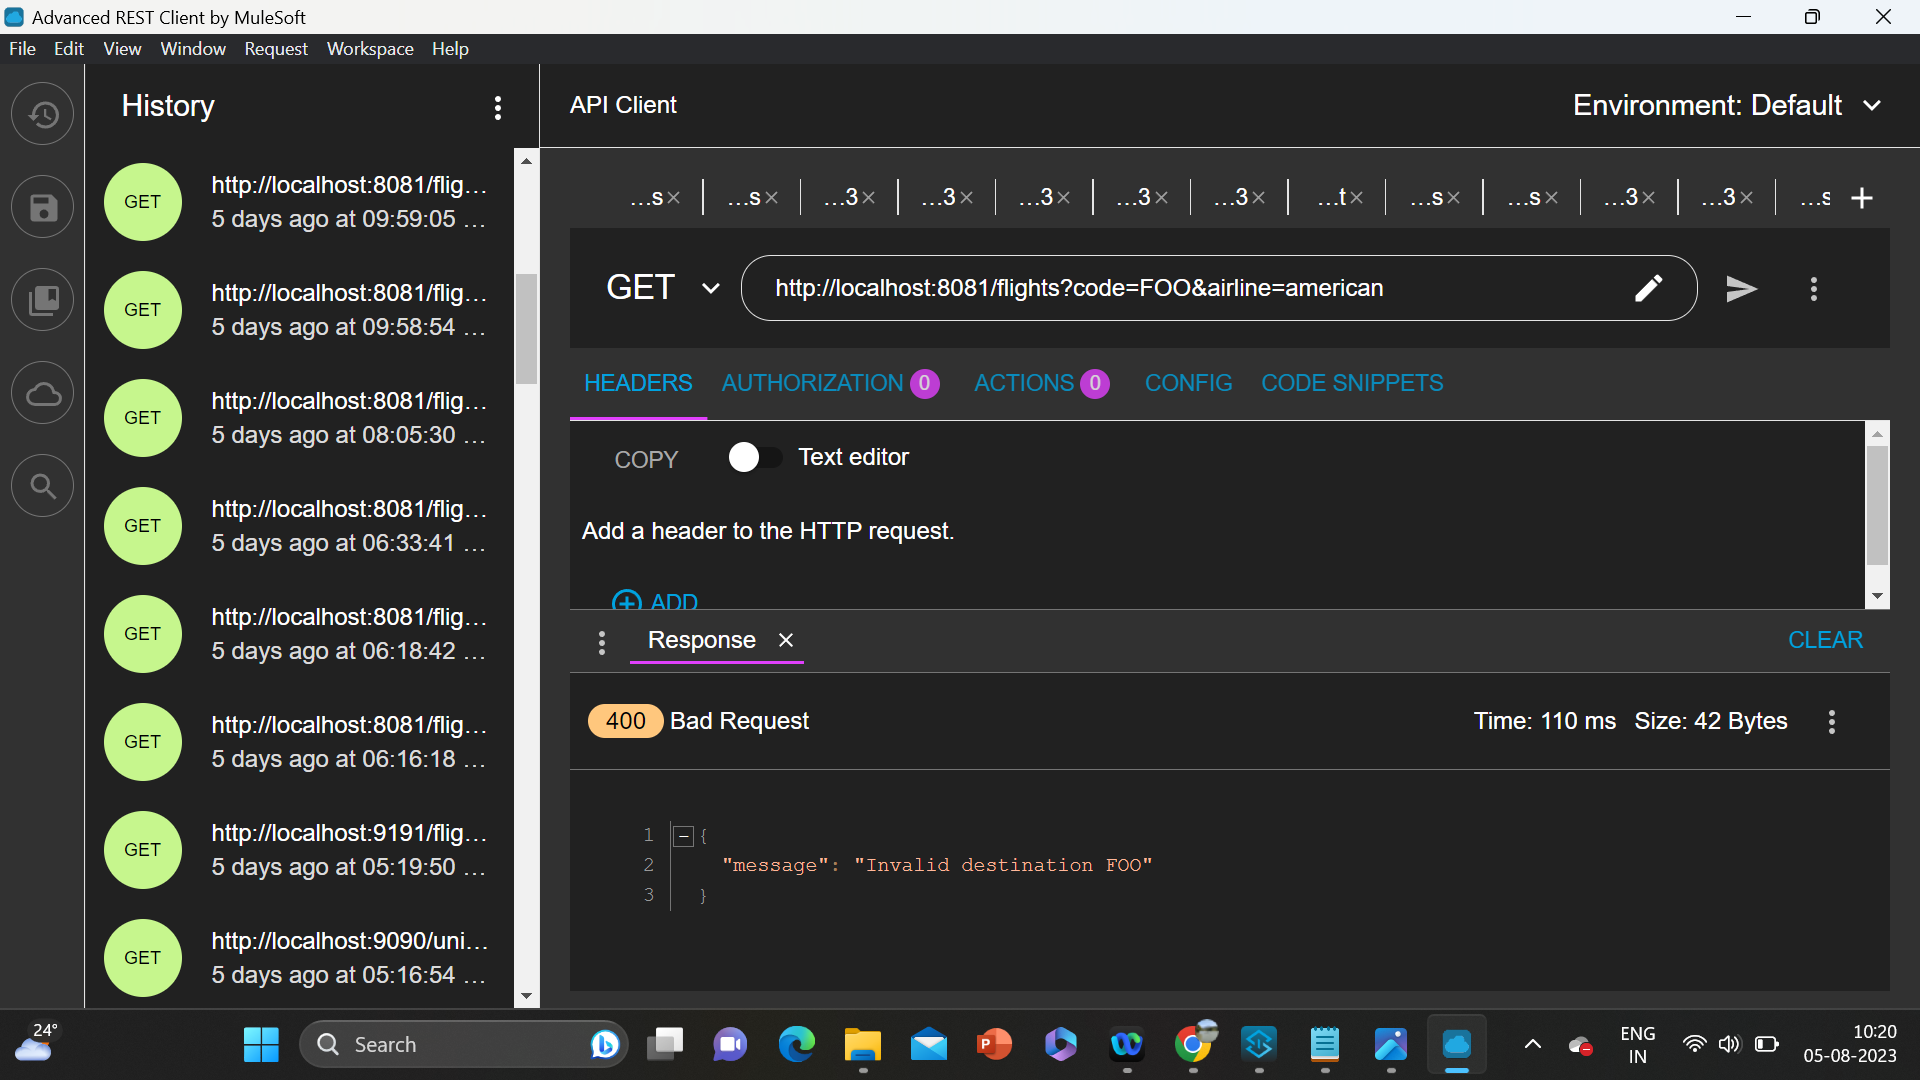 Advanced REST Client by MuleSoft
File Edit View Window Request Workspace Help
History
API Client
Environment: Default
GET
http://localhost:8081/flig...
5 days ago at 09:59:05 ...
GET
http://localhost:8081/flig...
5 days ago at 09:58:54 ...
GET
http://localhost:8081/flig...
5 days ago at 08:05:30 ...
GET
http://localhost:8081/flig...
5 days ago at 06:33:41 ...
GET
http://localhost:8081/flig...
5 days ago at 06:18:42 ...
GET
http://localhost:8081/flig...
5 days ago at 06:16:18 ...
GET
http://localhost:9191/flig...
5 days ago at 05:19:50 ...
GET
http://localhost:9090/uni...
5 days ago at 05:16:54 ...
...s× ...s× ...3× ...3× ...3× ...3× ...3× ...t× ...s× ...s× ...3× ...3× ...s +
GET http://localhost:8081/flights?code=FOO&airline=american
HEADERS AUTHORIZATION 0 ACTIONS 0 CONFIG CODE SNIPPETS
COPY Text editor
Add a header to the HTTP request.
ADD
Response × CLEAR
400 Bad Request Time: 110 ms Size: 42 Bytes
1 {
2 "message": "Invalid destination FOO"
3 }
24°
Search
P
ENG
IN
10:20
05-08-2023